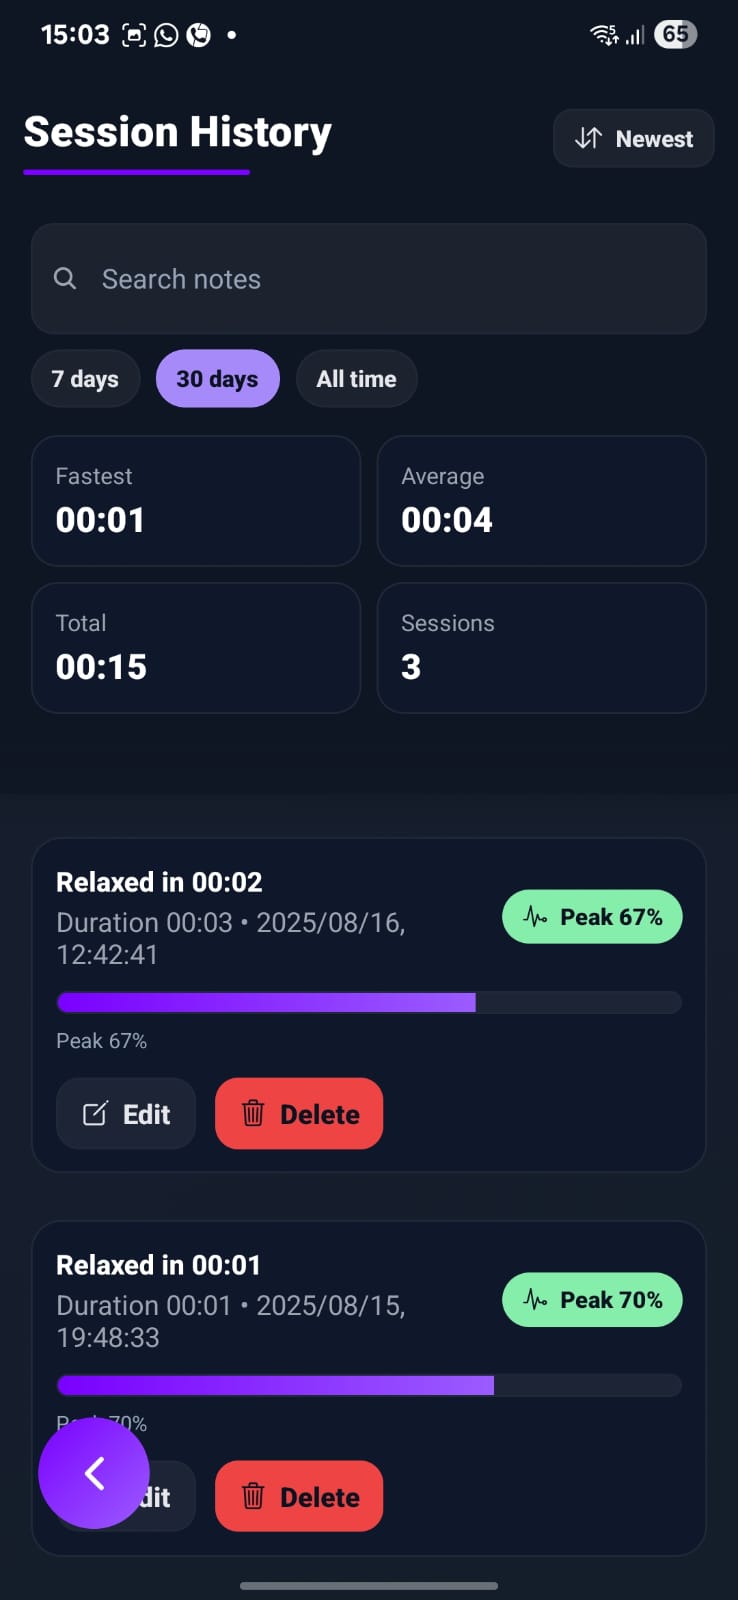 15:03
65
Session History
Newest
Search notes
7 days
30 days
All time
Fastest
00:01
Average
00:04
Total
00:15
Sessions
3
Relaxed in 00:02
Duration 00:03 • 2025/08/16,
12:42:41
Peak 67%
Peak 67%
Edit
Delete
Relaxed in 00:01
Duration 00:01 • 2025/08/15,
19:48:33
Peak 70%
70%
Delete